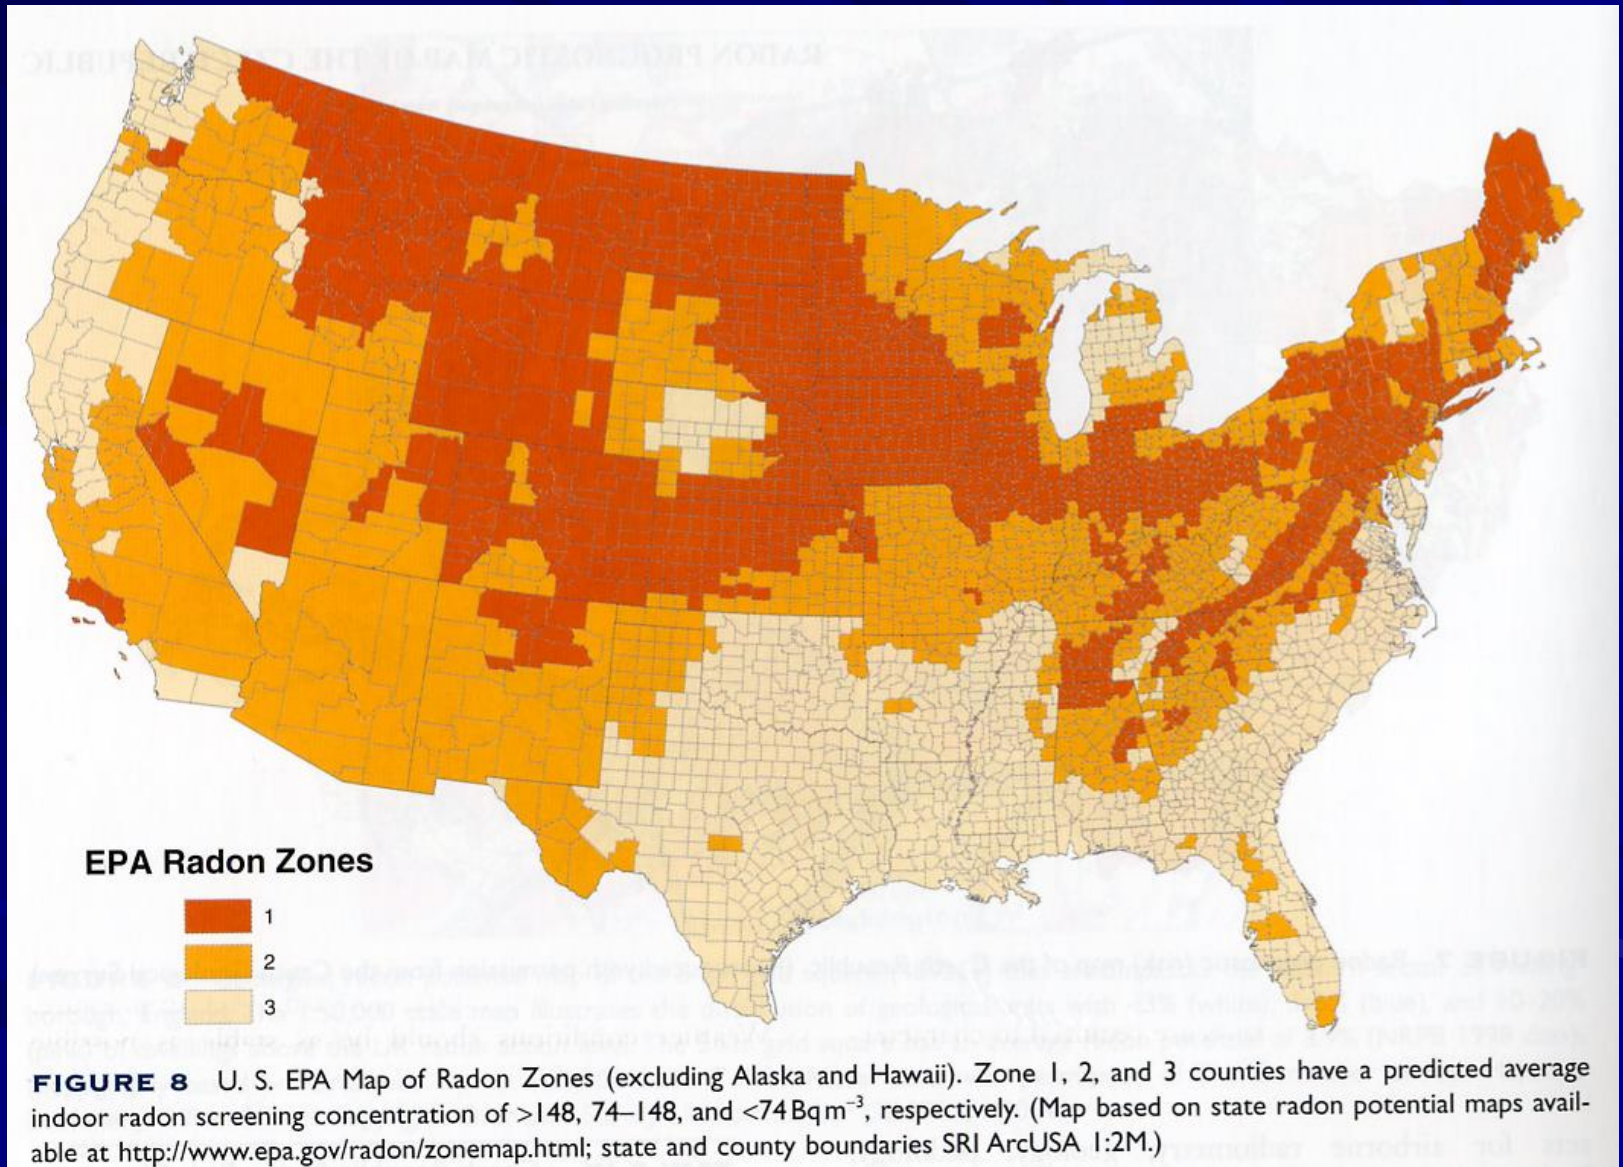 EPA Radon Zones
1
2
3
FIGURE 8 U. S. EPA Map of Radon Zones (excluding Alaska and Hawaii). Zone 1, 2, and 3 counties have a predicted average
indoor radon screening concentration of >148, 74–148, and <74 Bq m⁻³, respectively. (Map based on state radon potential maps avail-
able at http://www.epa.gov/radon/zonemap.html; state and county boundaries SRI ArcUSA 1:2M.)